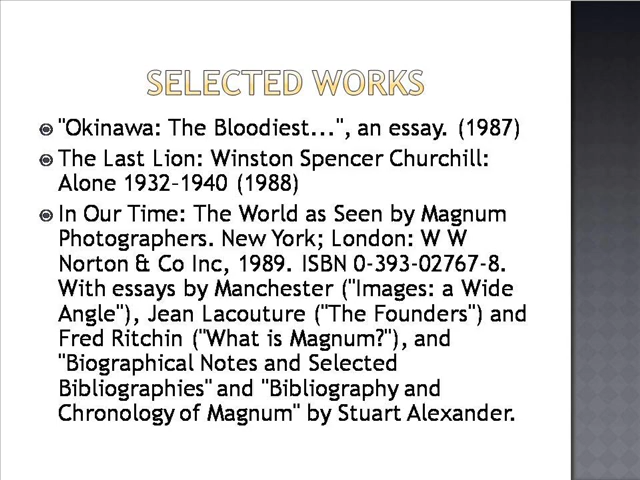 SELECTED WORKS
"Okinawa: The Bloodiest...", an essay. (1987)
The Last Lion: Winston Spencer Churchill:
Alone 1932–1940 (1988)
In Our Time: The World as Seen by Magnum
Photographers. New York; London: W W
Norton & Co Inc, 1989. ISBN 0-393-02767-8.
With essays by Manchester ("Images: a Wide
Angle"), Jean Lacouture ("The Founders") and
Fred Ritchin ("What is Magnum?"), and
"Biographical Notes and Selected
Bibliographies" and "Bibliography and
Chronology of Magnum" by Stuart Alexander.